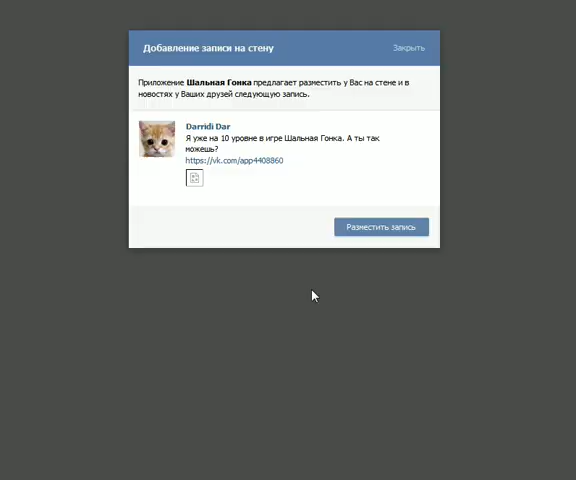 Добавление записи на стену
Закрыть
Приложение Шальная Гонка предлагает разместить у Вас на стене и в
новостях у Ваших друзей следующую запись.
Darridi Dar
Я уже на 10 уровне в игре Шальная Гонка. А ты так
можешь?
https://vk.com/app4408860
Разместить запись